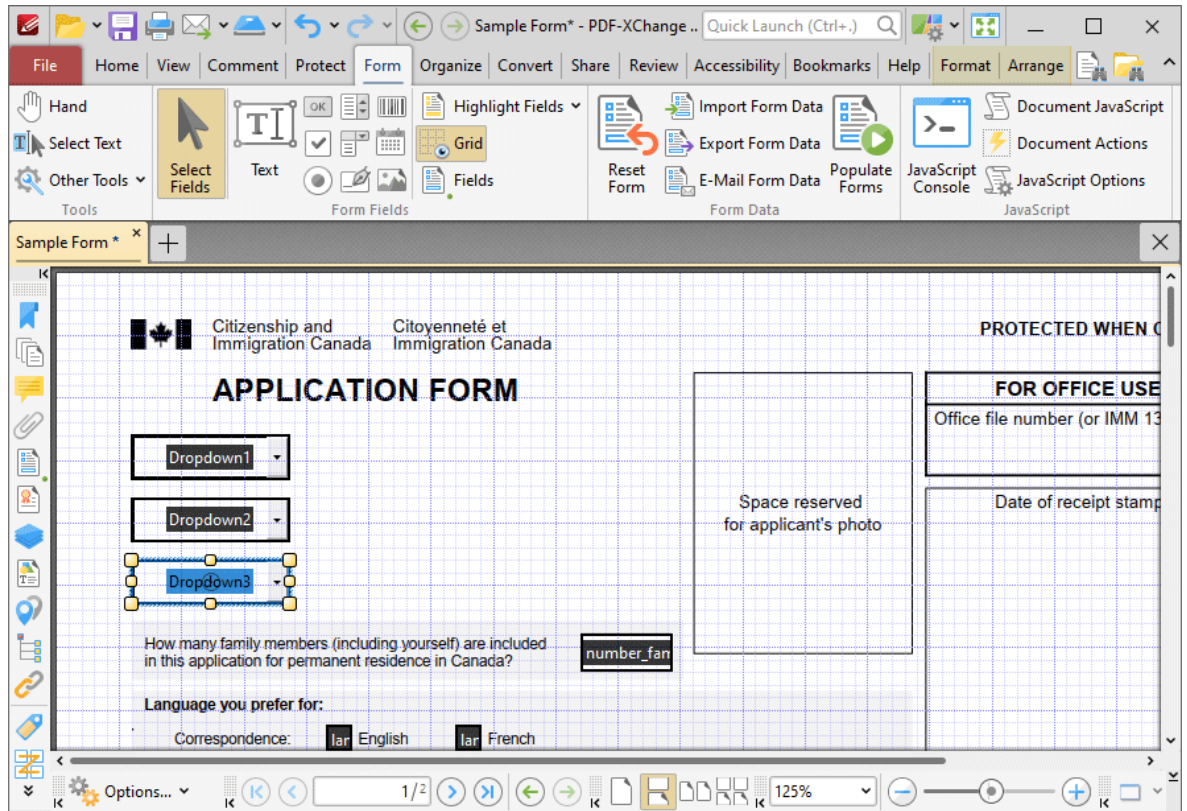 Sample Form* - PDF-XChange .. Quick Launch (Ctrl+.)
File Home View Comment Protect Form Organize Convert Share Review Accessibility Bookmarks Help Format Arrange
Hand
Select Text
Other Tools
Tools
Select Fields
Text
OK
Highlight Fields
Grid
Fields
Form Fields
Reset Form
Import Form Data
Export Form Data
E-Mail Form Data
Populate Forms
Form Data
JavaScript Console
Document JavaScript
Document Actions
JavaScript Options
JavaScript
Sample Form *
Citizenship and Citoyenneté et
Immigration Canada Immigration Canada
PROTECTED WHEN
APPLICATION FORM
FOR OFFICE USE
Office file number (or IMM 13
Dropdown1
Dropdown2
Dropdown3
Space reserved
for applicant's photo
Date of receipt stamp
How many family members (including yourself) are included
in this application for permanent residence in Canada?
number_fam
Language you prefer for:
Correspondence: lar English lar French
Options... 1/2 125%